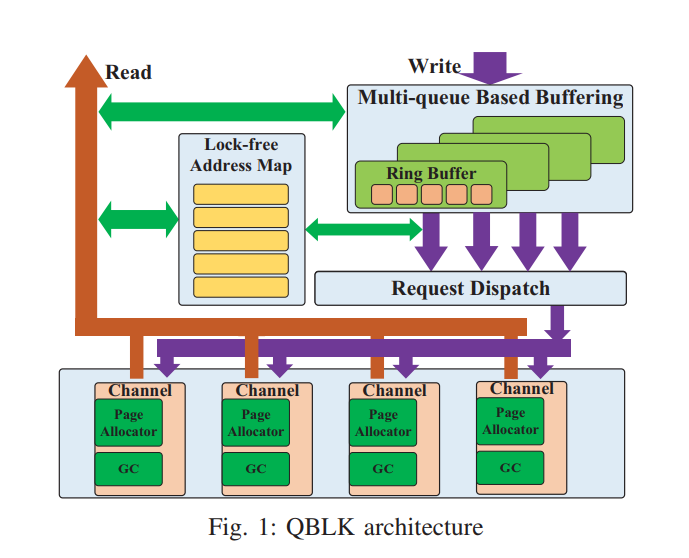 Read
Write
Multi-queue Based Buffering
Lock-free
Address Map
Ring Buffer
Request Dispatch
Channel
Page
Allocator
GC
Channel
Page
Allocator
GC
Channel
Page
Allocator
GC
Channel
Page
Allocator
GC
Fig. 1: QBLK architecture